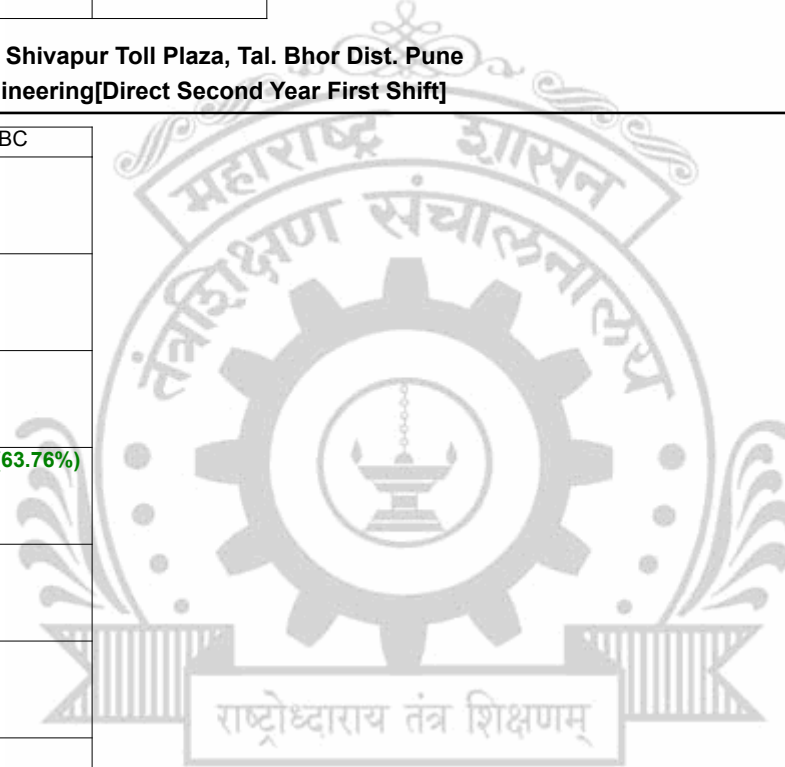 Shivapur Toll Plaza, Tal. Bhor Dist. Pune
ineering[Direct Second Year First Shift]
BC
63.76%)
महाराष्ट्र शासन
तंत्रशिक्षण संचालनालय
राष्ट्रोध्दाराय तंत्र शिक्षणम्